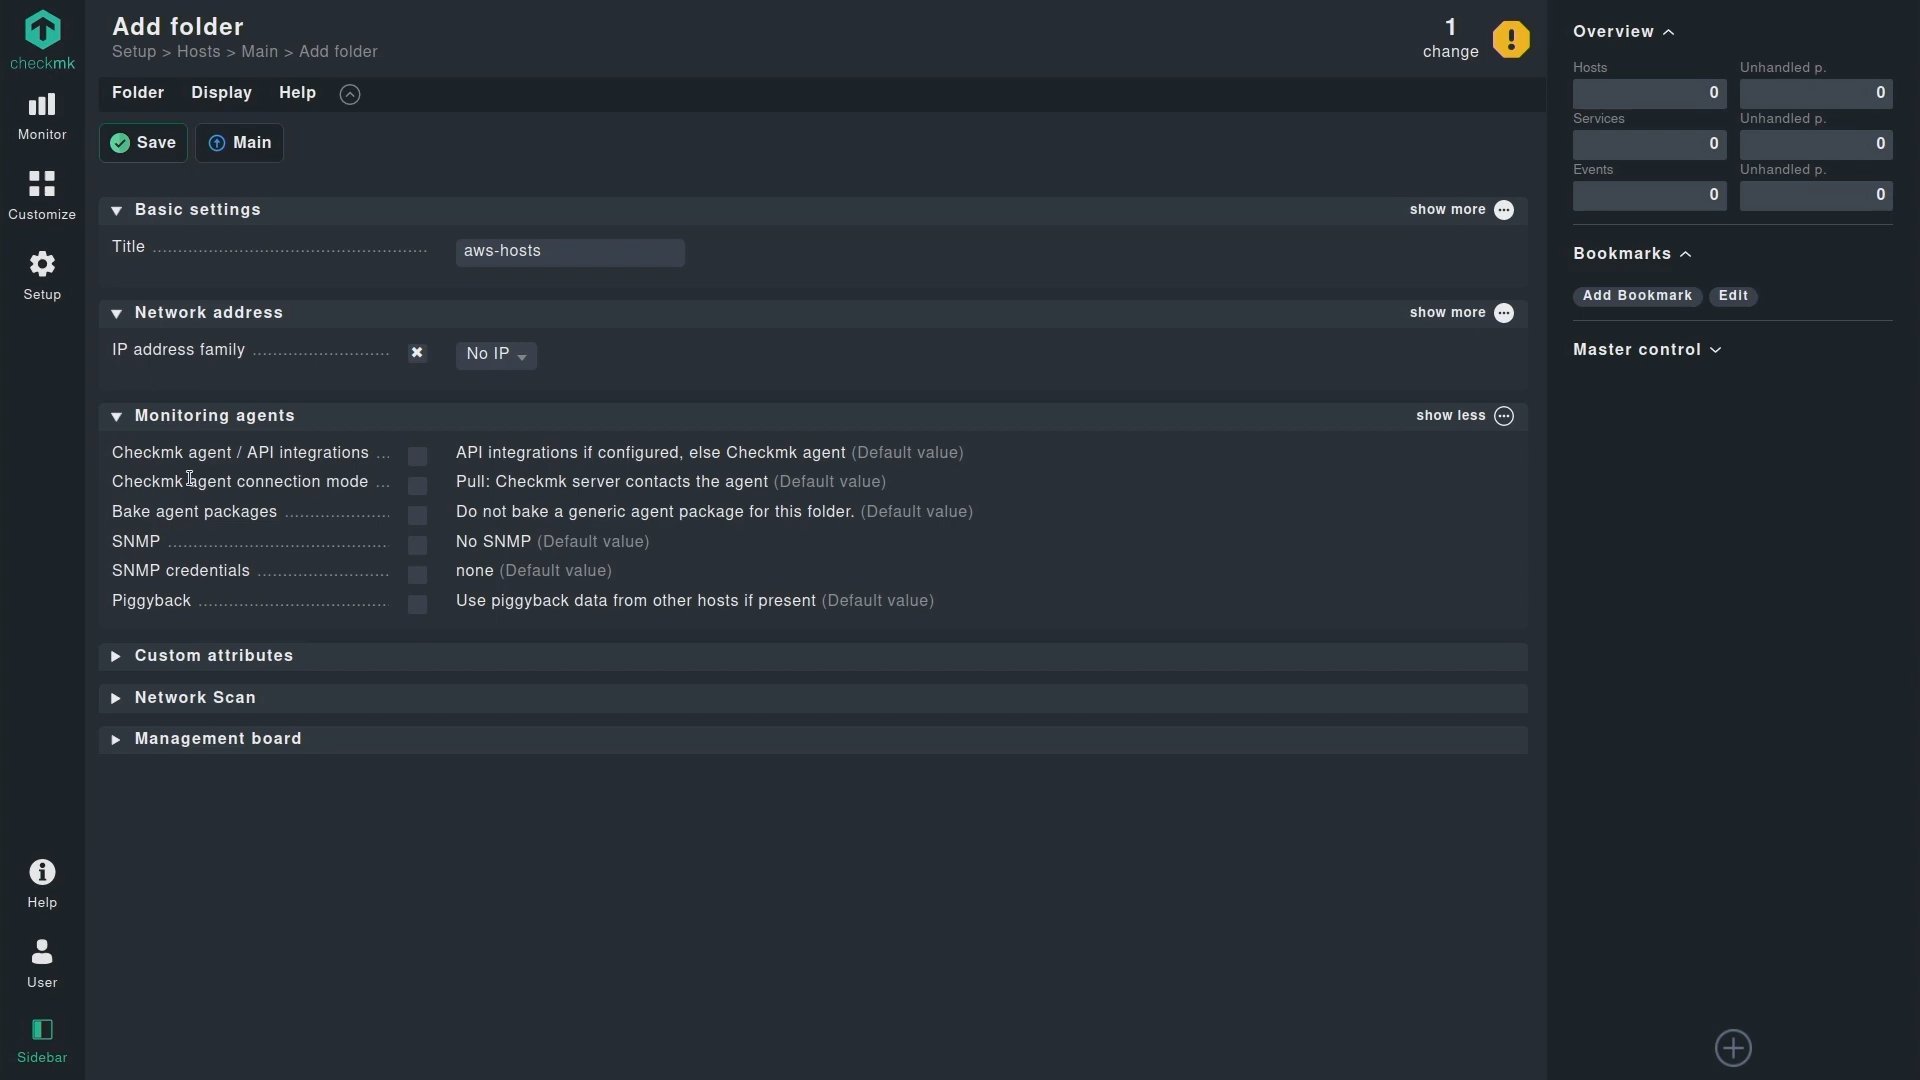 checkmk
Monitor
Customize
Setup
Help
User
Sidebar
Add folder
Setup > Hosts > Main > Add folder
1
change
Folder
Display
Help
Save
Main
Basic settings
show more
Title
aws-hosts
Network address
show more
IP address family
No IP
Monitoring agents
show less
Checkmk agent / API integrations ... API integrations if configured, else Checkmk agent (Default value)
Checkmk agent connection mode ... Pull: Checkmk server contacts the agent (Default value)
Bake agent packages Do not bake a generic agent package for this folder. (Default value)
SNMP No SNMP (Default value)
SNMP credentials none (Default value)
Piggyback Use piggyback data from other hosts if present (Default value)
Custom attributes
Network Scan
Management board
Overview
Hosts Unhandled p.
0 0
Services Unhandled p.
0 0
Events Unhandled p.
0 0
Bookmarks
Add Bookmark Edit
Master control